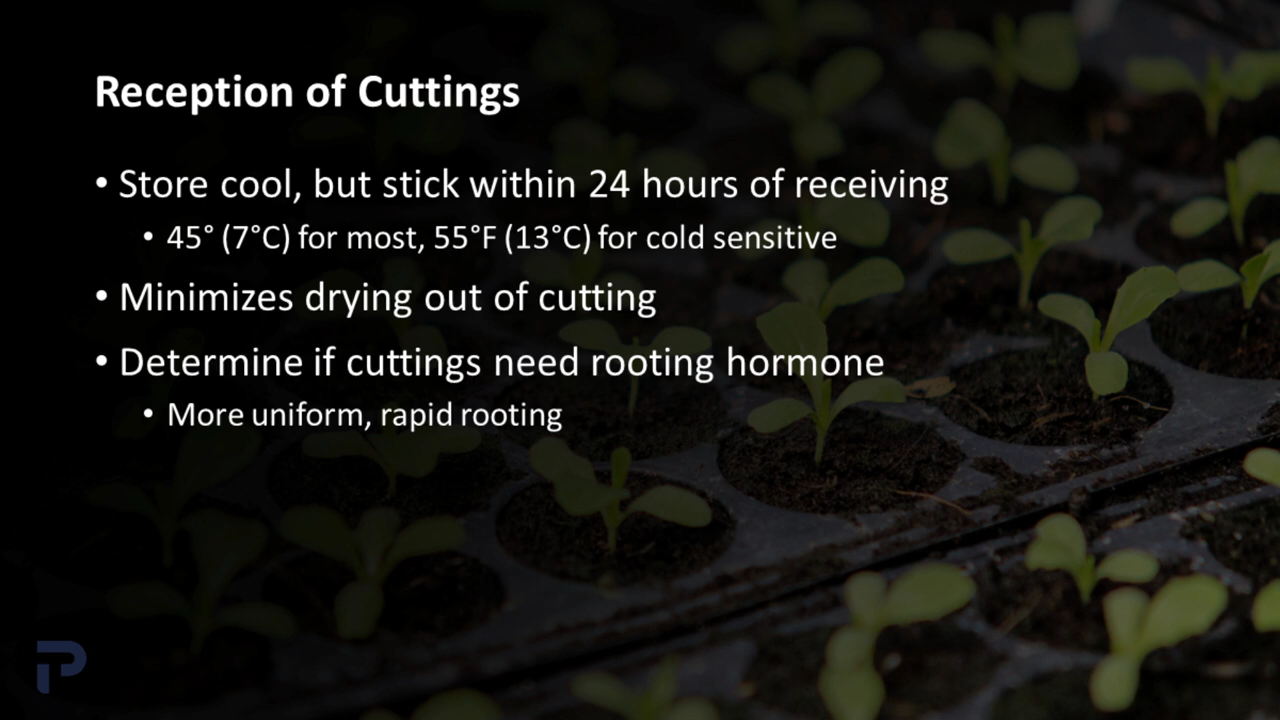 Reception of Cuttings
• Store cool, but stick within 24 hours of receiving
• 45° (7°C) for most, 55°F (13°C) for cold sensitive
• Minimizes drying out of cutting
• Determine if cuttings need rooting hormone
• More uniform, rapid rooting